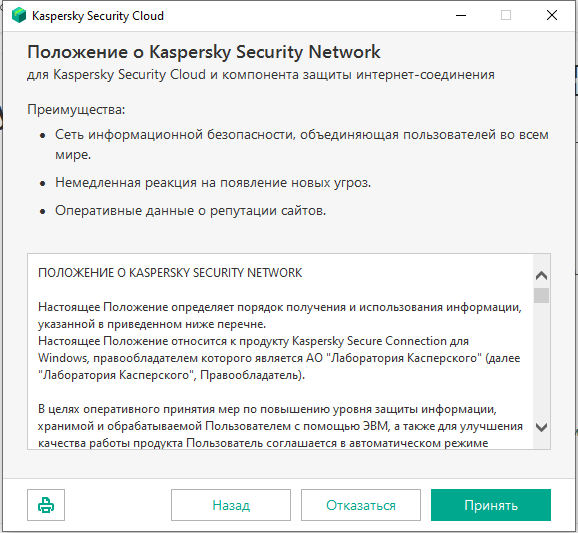 Kaspersky Security Cloud
Положение о Kaspersky Security Network
для Kaspersky Security Cloud и компонента защиты интернет-соединения
Преимущества:
• Сеть информационной безопасности, объединяющая пользователей во всем
мире.
• Немедленная реакция на появление новых угроз.
• Оперативные данные о репутации сайтов.
ПОЛОЖЕНИЕ О KASPERSKY SECURITY NETWORK
Настоящее Положение определяет порядок получения и использования информации,
указанной в приведенном ниже перечне.
Настоящее Положение относится к продукту Kaspersky Secure Connection для
Windows, правообладателем которого является АО "Лаборатория Касперского" (далее
"Лаборатория Касперского", Правообладатель).
В целях оперативного принятия мер по повышению уровня защиты информации,
хранимой и обрабатываемой Пользователем с помощью ЭВМ, а также для улучшения
качества работы продукта Пользователь соглашается в автоматическом режиме
Назад
Отказаться
Принять